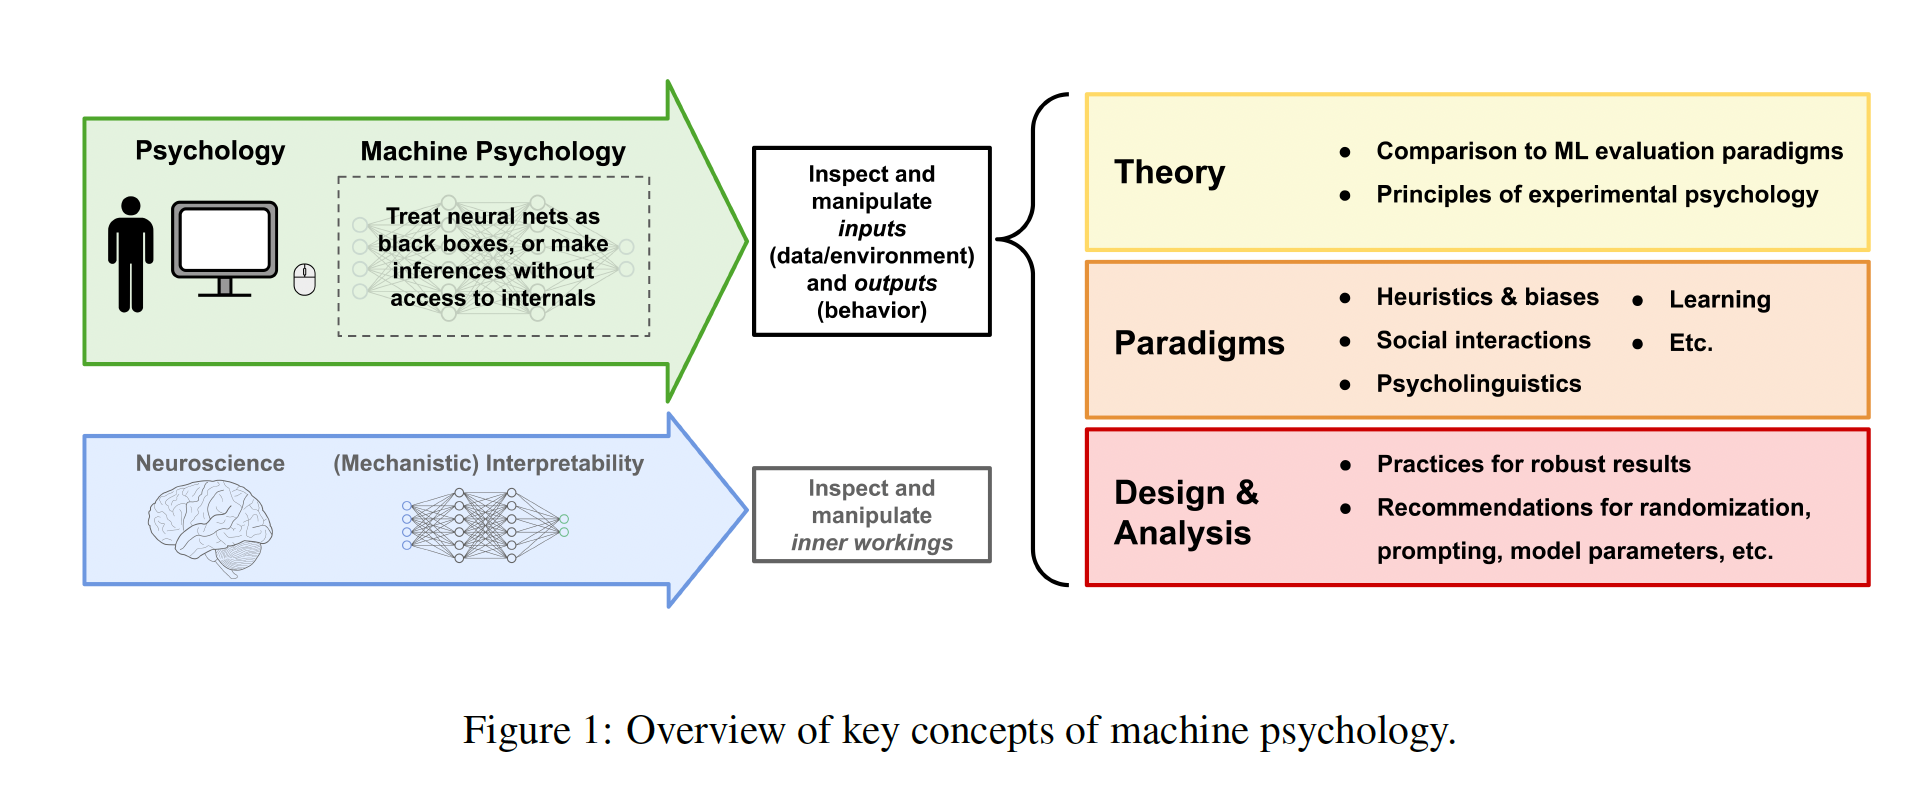 Psychology
Machine Psychology
Treat neural nets as
black boxes, or make
inferences without
access to internals
Inspect and
manipulate
inputs
(data/environment)
and outputs
(behavior)
Neuroscience
(Mechanistic) Interpretability
Inspect and
manipulate
inner workings
Theory
● Comparison to ML evaluation paradigms
● Principles of experimental psychology
Paradigms
● Heuristics & biases
● Social interactions
● Psycholinguistics
● Learning
● Etc.
Design &
Analysis
● Practices for robust results
● Recommendations for randomization,
prompting, model parameters, etc.
Figure 1: Overview of key concepts of machine psychology.